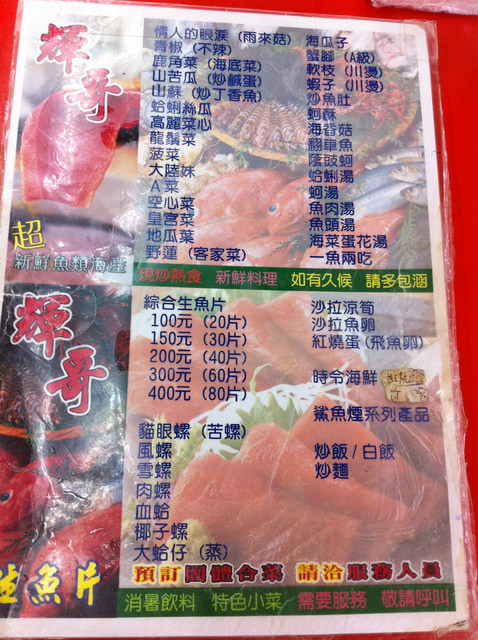 輝哥
超
新鮮魚類海產
情人的眼淚（雨來菇）
青椒（不辣）
鹿角菜（海底菜）
山苦瓜（炒鹹蛋）
山蘇（炒丁香魚）
蛤蜊絲瓜
高麗菜心
龍鬚菜
菠菜
大陸妹
A菜
空心菜
皇宮菜
地瓜葉
野蓮（客家菜）
海瓜子
蟹腳（A級）
軟枝（川燙）
蝦子（川燙）
炒魚肚
蚵酥
海香菇
翻車魚
蔭豉蚵
蛤蜊湯
蚵湯
魚肉湯
魚頭湯
海菜蛋花湯
一魚兩吃
現炒熱食 新鮮料理 如有久候 請多包涵
輝哥
生魚片
綜合生魚片
100元（20片）
150元（30片）
200元（40片）
300元（60片）
400元（80片）
貓眼螺（苦螺）
風螺
雪螺
肉螺
血蛤
椰子螺
大蛤仔（蒸）
沙拉涼筍
沙拉魚卵
紅燒蛋（飛魚卵）
時令海鮮
鯊魚煙系列產品
炒飯/白飯
炒麵
預訂團體合菜 請洽服務人員
消暑飲料 特色小菜 需要服務 敬請呼叫